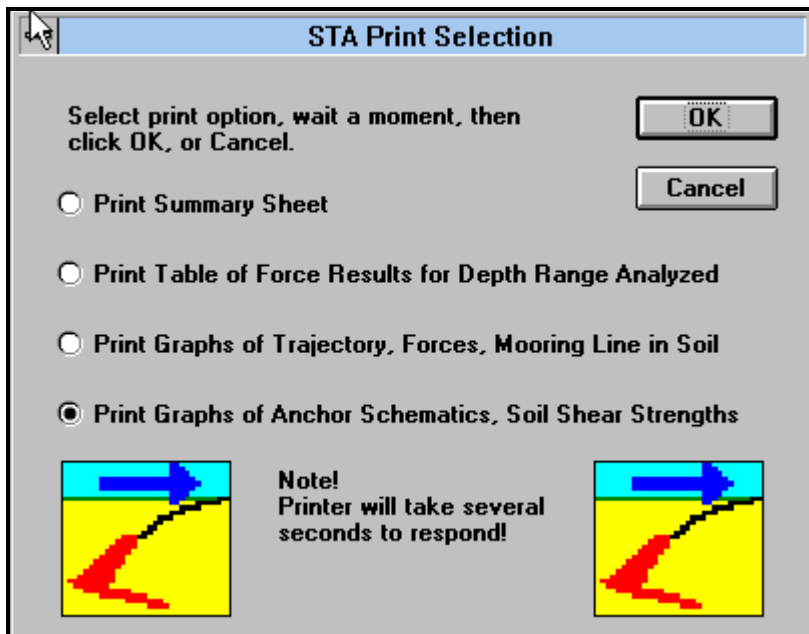 STA Print Selection
Select print option, wait a moment, then
click OK, or Cancel.
OK
Cancel
Print Summary Sheet
Print Table of Force Results for Depth Range Analyzed
Print Graphs of Trajectory, Forces, Mooring Line in Soil
Print Graphs of Anchor Schematics, Soil Shear Strengths
Note!
Printer will take several
seconds to respond!